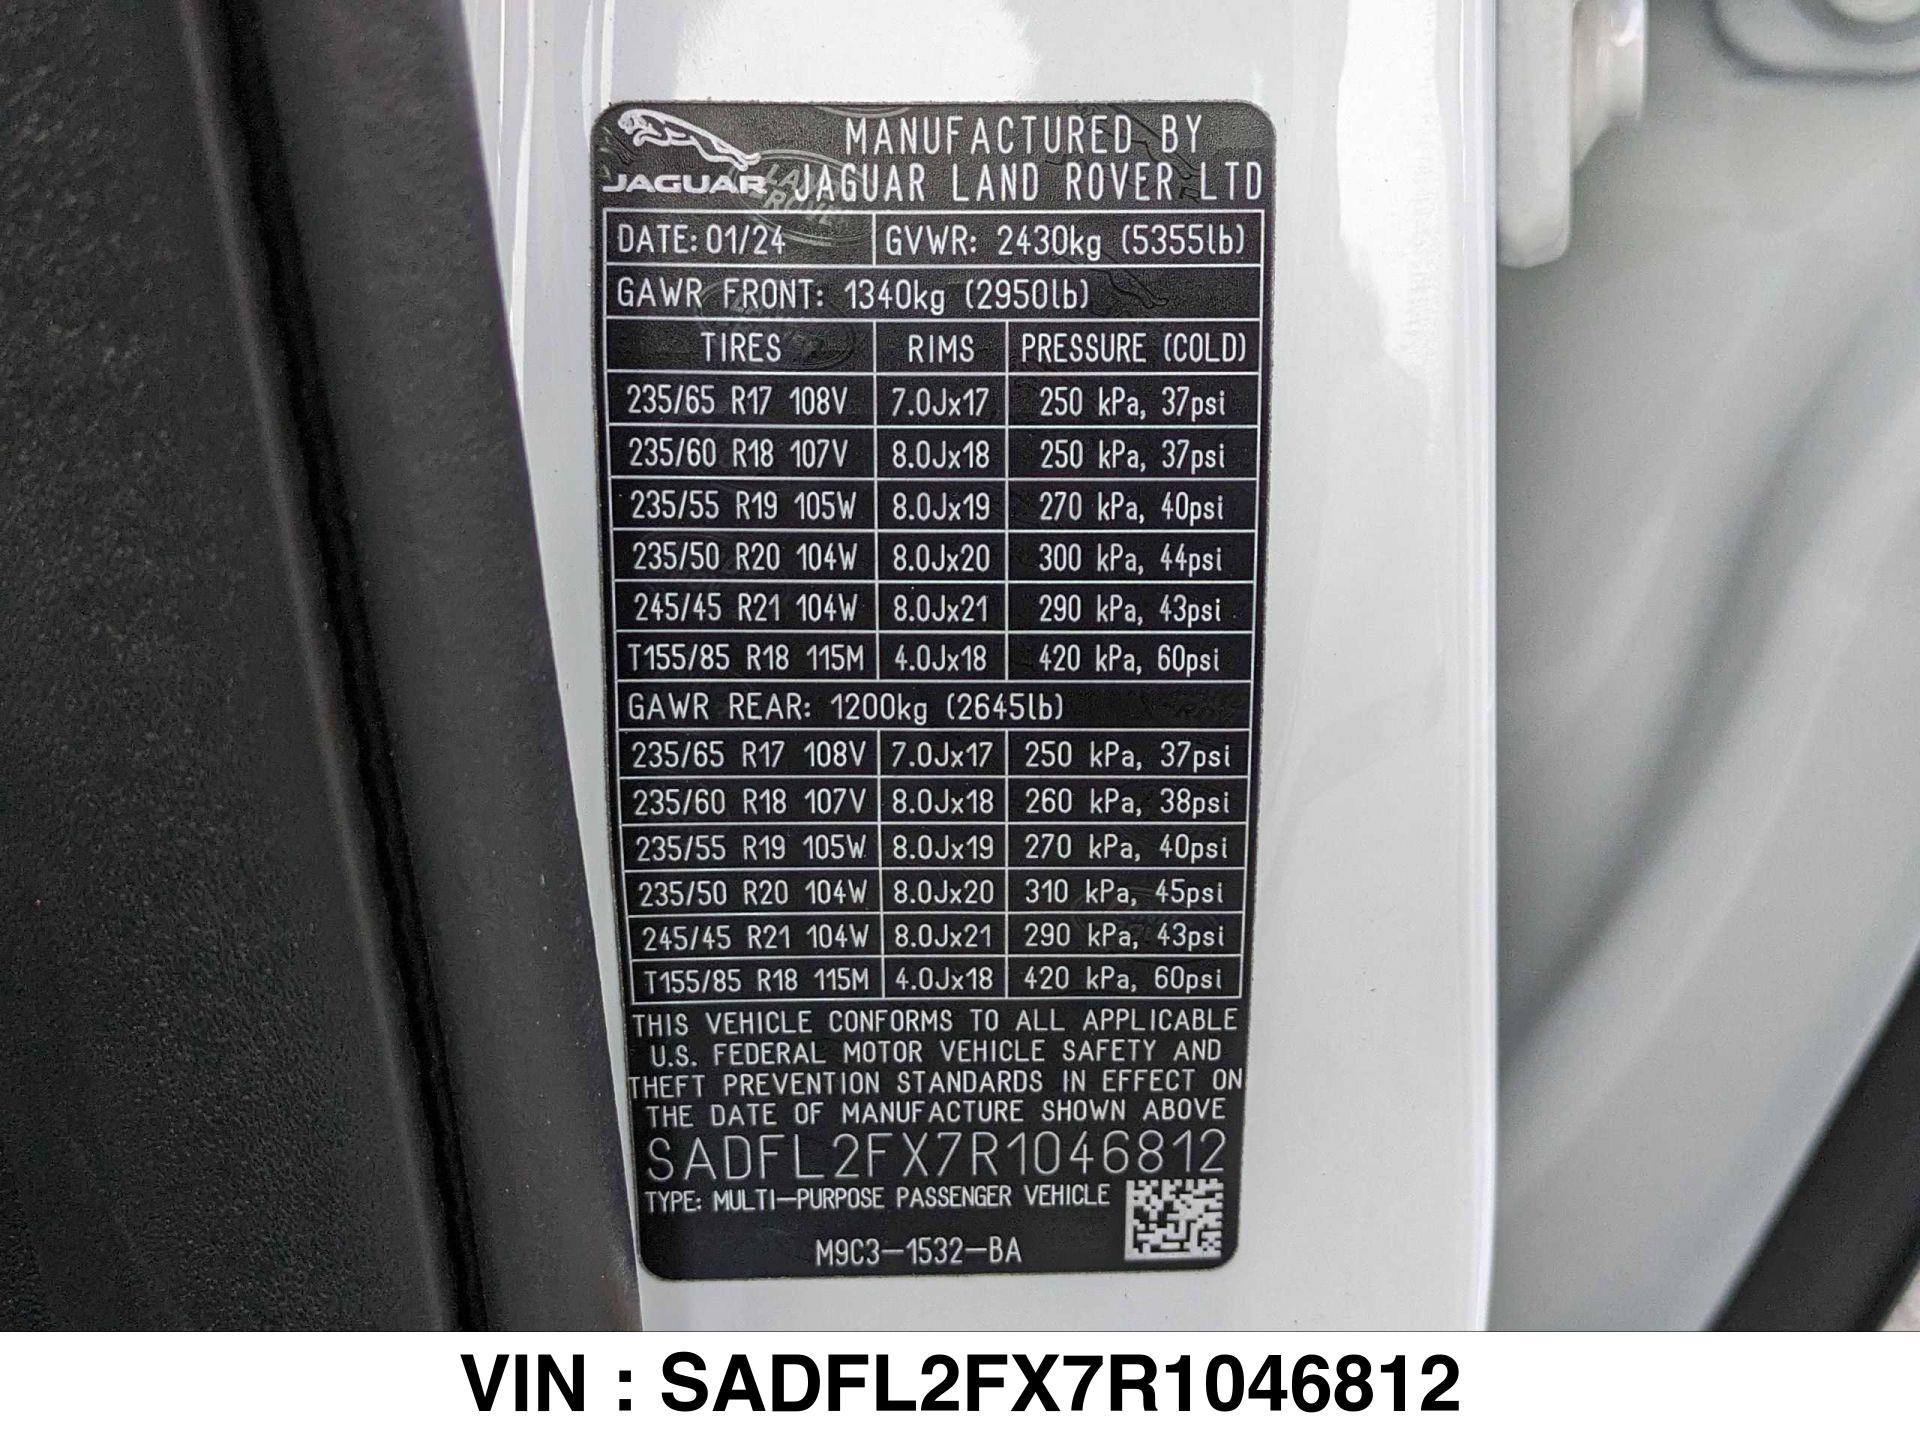 MANUFACTURED BY
JAGUAR JAGUAR LAND ROVER LTD
DATE: 01/24 GVWR: 2430kg (5355lb)
GAWR FRONT: 1340kg (2950lb)
TIRES RIMS PRESSURE (COLD)
235/65 R17 108V 7.0Jx17 250 kPa, 37psi
235/60 R18 107V 8.0Jx18 250 kPa, 37psi
235/55 R19 105W 8.0Jx19 270 kPa, 40psi
235/50 R20 104W 8.0Jx20 300 kPa, 44psi
245/45 R21 104W 8.0Jx21 290 kPa, 43psi
T155/85 R18 115M 4.0Jx18 420 kPa, 60psi
GAWR REAR: 1200kg (2645lb)
235/65 R17 108V 7.0Jx17 250 kPa, 37psi
235/60 R18 107V 8.0Jx18 260 kPa, 38psi
235/55 R19 105W 8.0Jx19 270 kPa, 40psi
235/50 R20 104W 8.0Jx20 310 kPa, 45psi
245/45 R21 104W 8.0Jx21 290 kPa, 43psi
T155/85 R18 115M 4.0Jx18 420 kPa, 60psi
THIS VEHICLE CONFORMS TO ALL APPLICABLE
U.S. FEDERAL MOTOR VEHICLE SAFETY AND
THEFT PREVENTION STANDARDS IN EFFECT ON
THE DATE OF MANUFACTURE SHOWN ABOVE
SADFL2FX7R1046812
TYPE: MULTI-PURPOSE PASSENGER VEHICLE
M9C3-1532-BA
VIN : SADFL2FX7R1046812